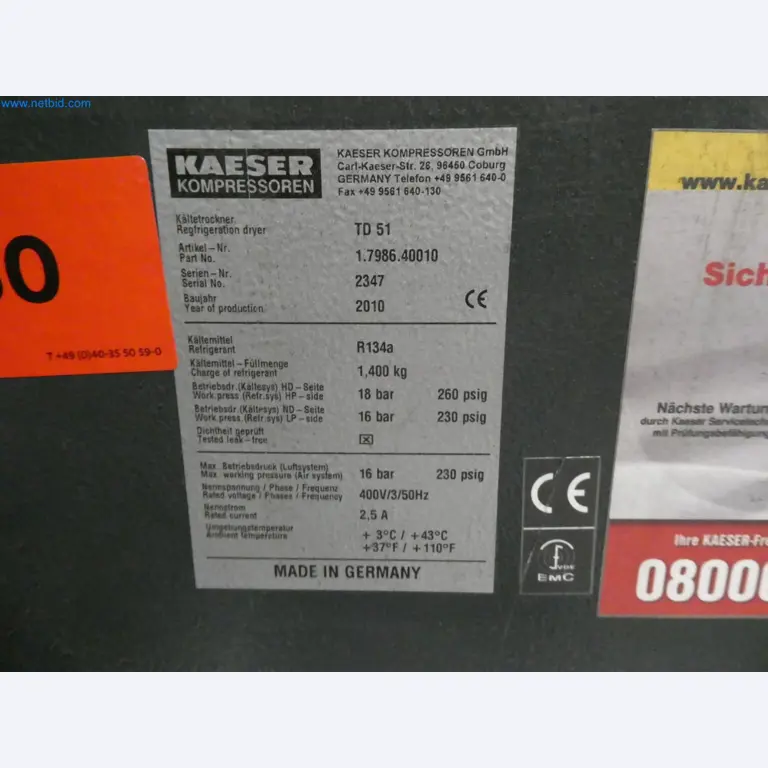 www.netbid.com
KAESER
KOMPRESSOREN
KAESER KOMPRESSOREN GmbH
Carl-Kaeser-Str. 26, 96450 Coburg
GERMANY Telefon +49 9561 640-0
Fax +49 9561 640-130
Kältetrockner
Regfrigeration dryer TD 51
Artikel-Nr.
Part No. 1.7986.40010
Serien-Nr.
Serial No. 2347
Baujahr
Year of production 2010 CE
Kältemittel
Refrigerant R134a
Kältemittel-Füllmenge
Charge of refrigerant 1,400 kg
Betriebsdr.(Kältesys) HD-Seite
Work.press (Refr.sys) HP-side 18 bar 260 psig
Betriebsdr.(Kältesys) ND-Seite
Work.press.(Refr.sys) LP-side 16 bar 230 psig
Dichtheit geprüft
Tested leak-free
Max. Betriebsdruck (Luftsystem)
Max. working pressure (Air system) 16 bar 230 psig
Nennspannung / Phase / Frequenz
Rated voltage / Phases / Frequency 400V/3/50Hz
Nennstrom
Rated current 2,5 A
Umgebungstemperatur
Ambient temperature + 3°C / +43°C
+37°F / +110°F
MADE IN GERMANY
0
T +49 (0)40-35 50 59-0
CE
VDE
EMC
www.ka
Sich
Nächste Wartun
durch Kaeser Servicetech
mit Prüfungsbefähigung
Ihre KAESER-Fr
08000